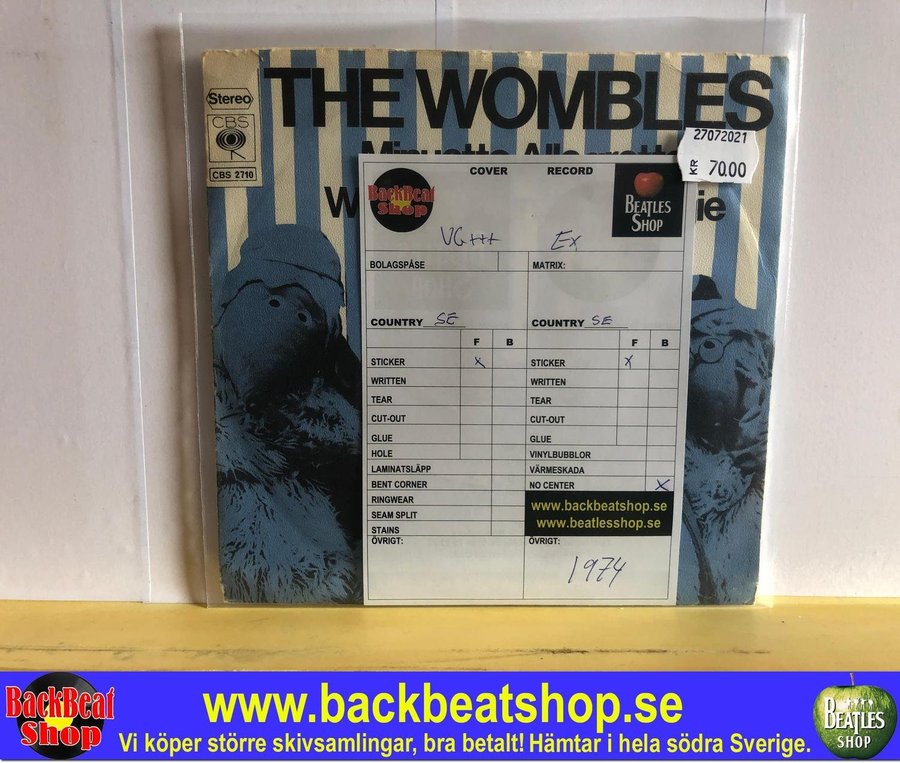 THE WOMBLES
Stereo
CBS
CBS 2710
27072021
KR 70.00
ie
COVER RECORD
BackBeat Shop
BEATLES SHOP
VG+++ Ex
BOLAGSPÅSE MATRIX:
COUNTRY SE COUNTRY SE
F B F B
STICKER x STICKER x
WRITTEN WRITTEN
TEAR TEAR
CUT-OUT CUT-OUT
GLUE GLUE
HOLE VINYLBUBBLOR
LAMINATSLÄPP VÄRMESKADA
BENT CORNER NO CENTER x
RINGWEAR www.backbeatshop.se
SEAM SPLIT www.beatlesshop.se
STAINS
ÖVRIGT: ÖVRIGT:
1974
BackBeat Shop
www.backbeatshop.se
Vi köper större skivsamlingar, bra betalt! Hämtar i hela södra Sverige.
BEATLES SHOP